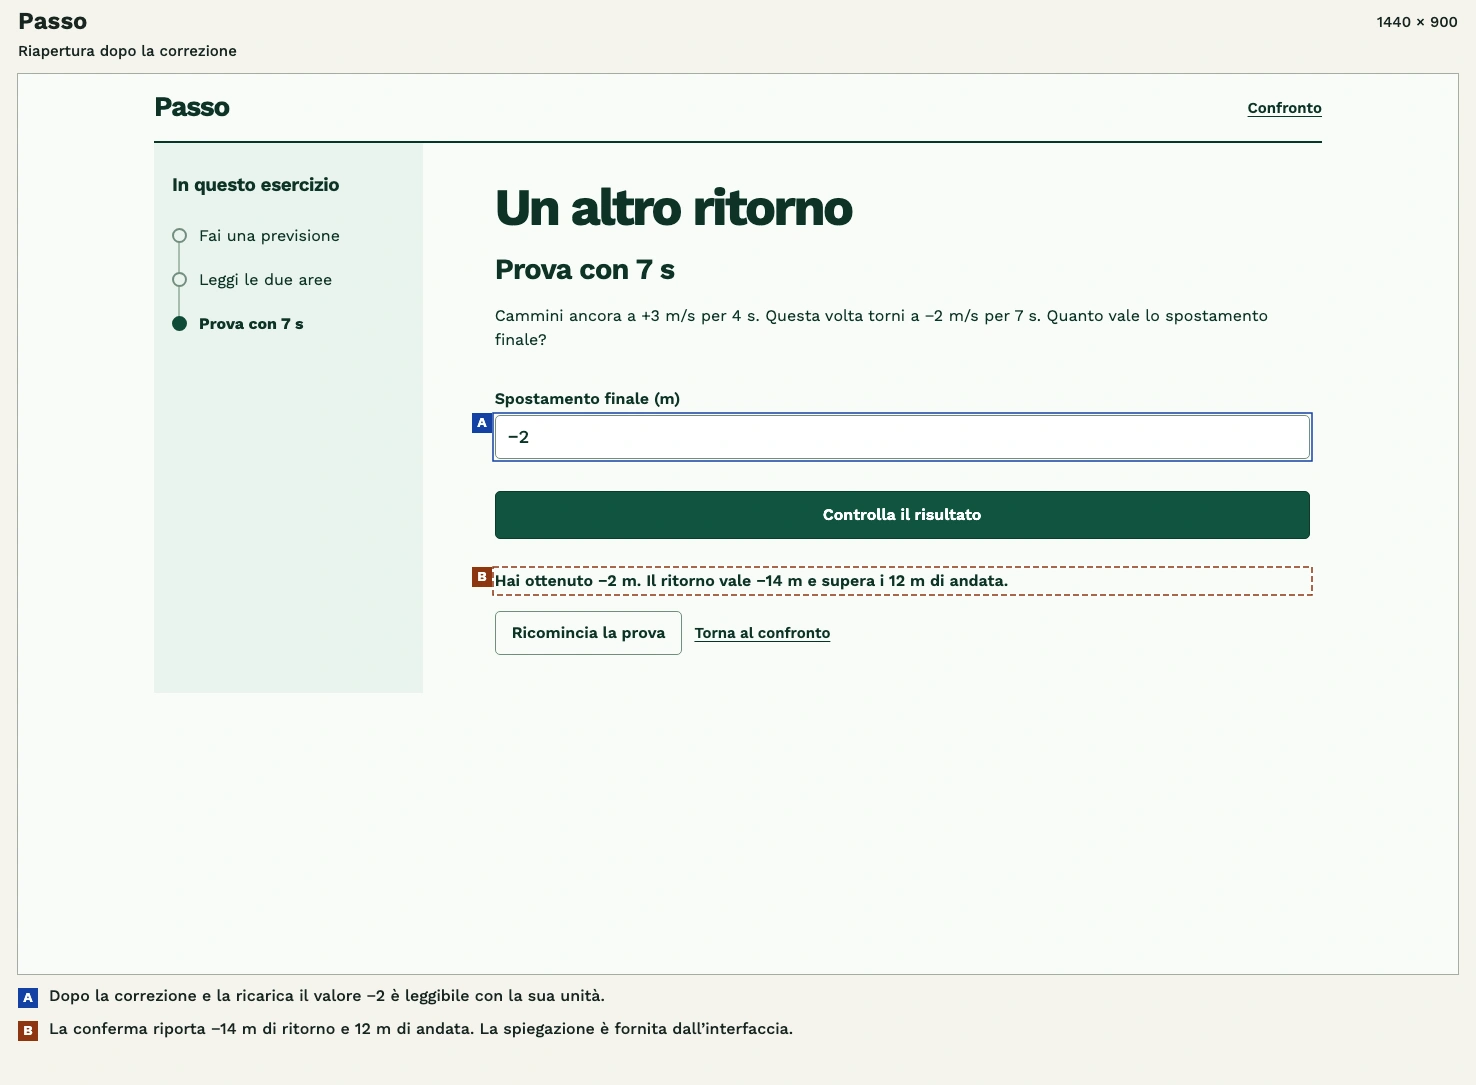 Passo
1440 × 900
Riapertura dopo la correzione
Passo
Confronto
In questo esercizio
Fai una previsione
Leggi le due aree
Prova con 7 s
Un altro ritorno
Prova con 7 s
Cammini ancora a +3 m/s per 4 s. Questa volta torni a −2 m/s per 7 s. Quanto vale lo spostamento
finale?
Spostamento finale (m)
A
−2
Controlla il risultato
B
Hai ottenuto −2 m. Il ritorno vale −14 m e supera i 12 m di andata.
Ricomincia la prova
Torna al confronto
A Dopo la correzione e la ricarica il valore −2 è leggibile con la sua unità.
B La conferma riporta −14 m di ritorno e 12 m di andata. La spiegazione è fornita dall’interfaccia.